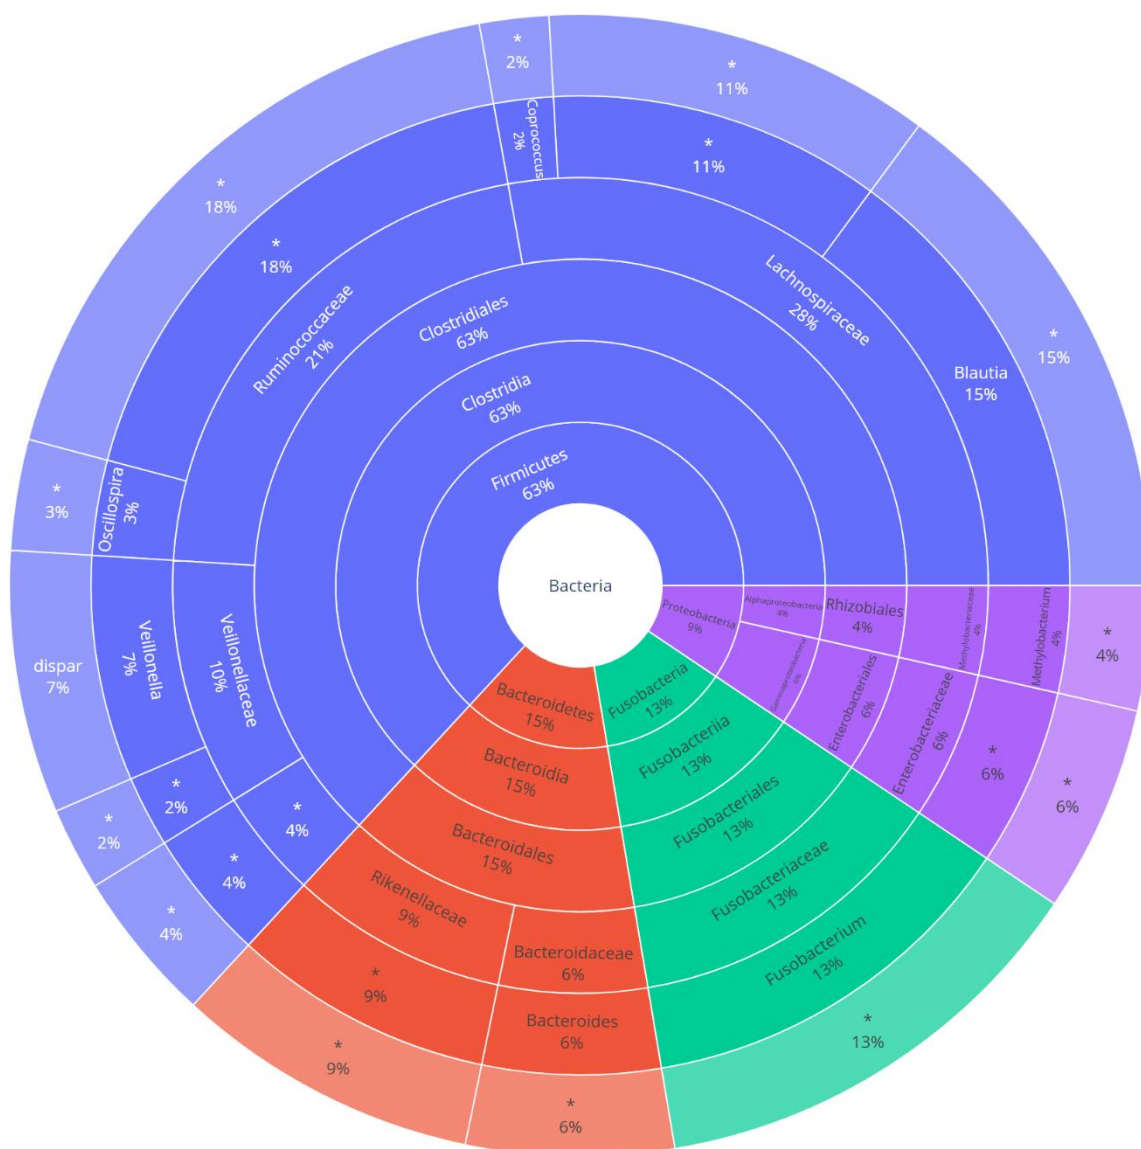 Bacteria
Firmicutes
63%
Clostridia
63%
Clostridiales
63%
Lachnospiraceae
28%
Blautia
15%
*
15%
*
11%
*
11%
Coprococcus
2%
*
2%
Ruminococcaceae
21%
*
18%
*
18%
Oscillospira
3%
*
3%
Veillonellaceae
10%
Veillonella
7%
dispar
7%
*
2%
*
2%
*
4%
*
4%
*
4%
Bacteroidetes
15%
Bacteroidia
15%
Bacteroidales
15%
Rikenellaceae
9%
*
9%
*
9%
Bacteroidaceae
6%
Bacteroides
6%
*
6%
Fusobacteria
13%
Fusobacteriia
13%
Fusobacteriales
13%
Fusobacteriaceae
13%
Fusobacterium
13%
*
13%
Proteobacteria
9%
Alphaproteobacteria
4%
Rhizobiales
4%
Methylobacteriaceae
4%
Methylobacterium
4%
*
4%
Gammaproteobacteria
6%
Enterobacteriales
6%
Enterobacteriaceae
6%
*
6%
*
6%